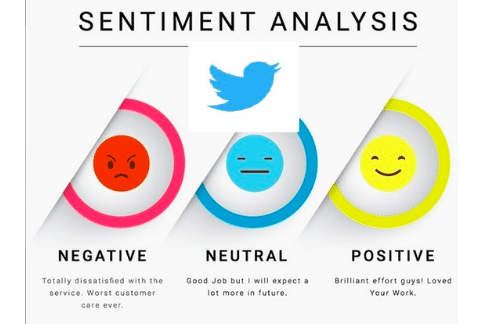 SENTIMENT ANALYSIS
NEGATIVE
Totally dissatisfied with the
service. Worst customer
care ever.
NEUTRAL
Good Job but I will expect a
lot more in future.
POSITIVE
Brilliant effort guys! Loved
Your Work.